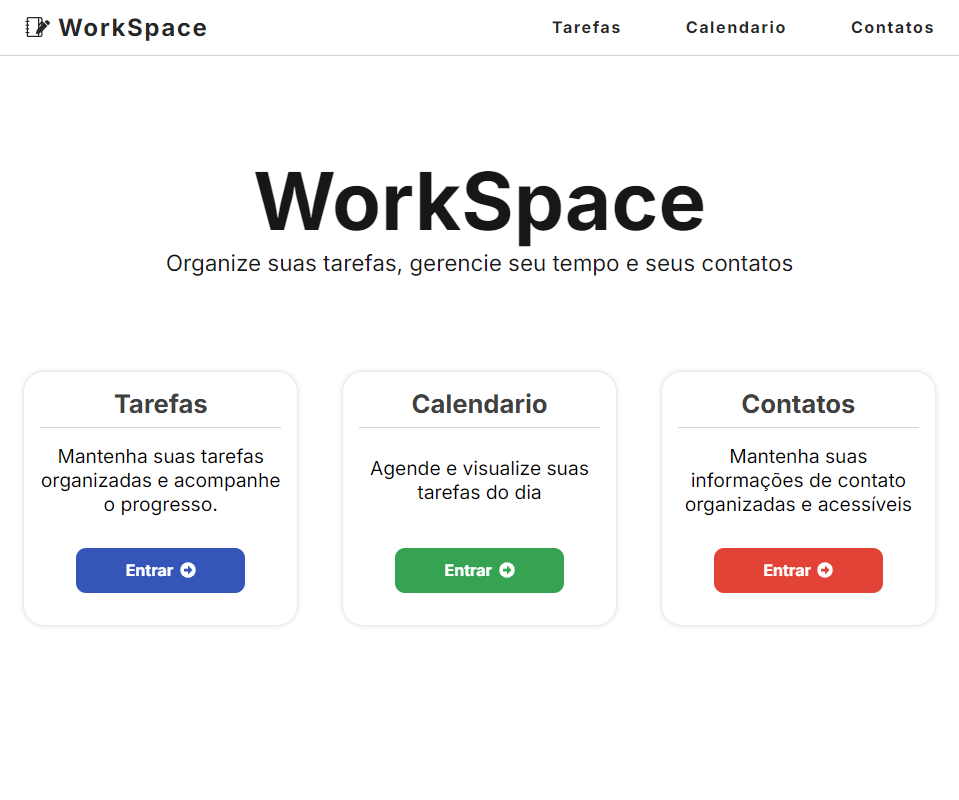 WorkSpace
Tarefas
Calendario
Contatos
WorkSpace
Organize suas tarefas, gerencie seu tempo e seus contatos
Tarefas
Mantenha suas tarefas
organizadas e acompanhe
o progresso.
Entrar
Calendario
Agende e visualize suas
tarefas do dia
Entrar
Contatos
Mantenha suas
informações de contato
organizadas e acessíveis
Entrar